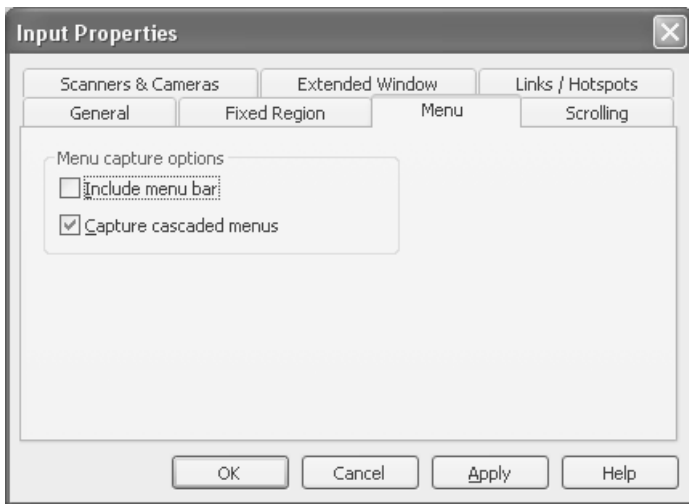 Input Properties
Scanners & Cameras Extended Window Links / Hotspots
General Fixed Region Menu Scrolling
Menu capture options
Include menu bar
Capture cascaded menus
OK Cancel Apply Help